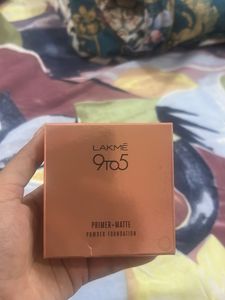 LAKMÉ
9TO5
PRIMER + MATTE
POWDER FOUNDATION